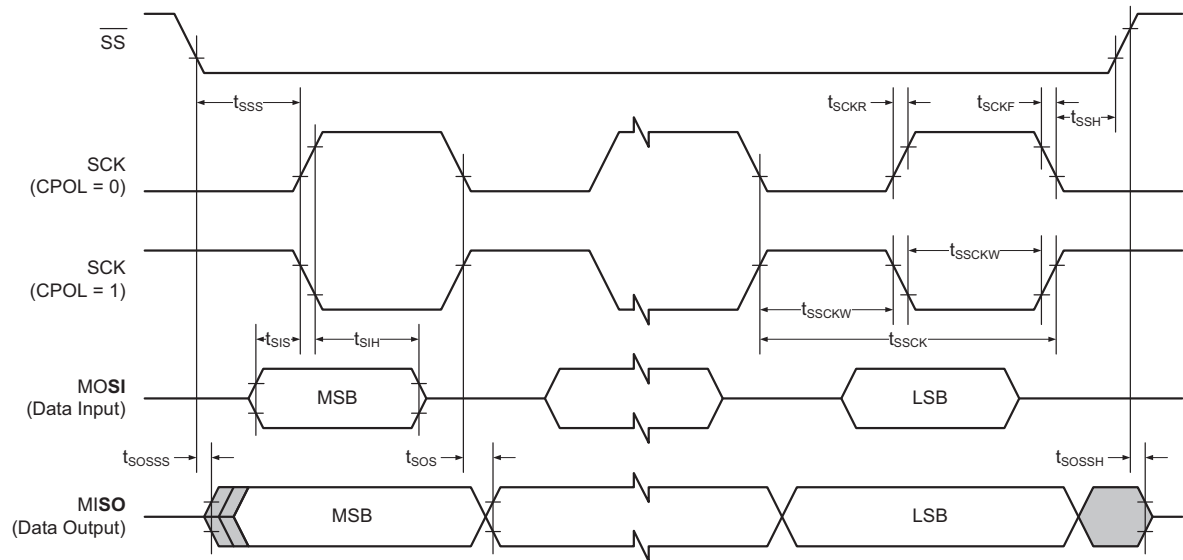 SS
tSSS
tSCKR
tSCKF
tSSH
SCK
(CPOL = 0)
SCK
(CPOL = 1)
tSSCKW
tSSCKW
tSSCK
tSIS
tSIH
MOSI
(Data Input)
MSB
LSB
tSOSSS
tSOS
tSOSSH
MISO
(Data Output)
MSB
LSB